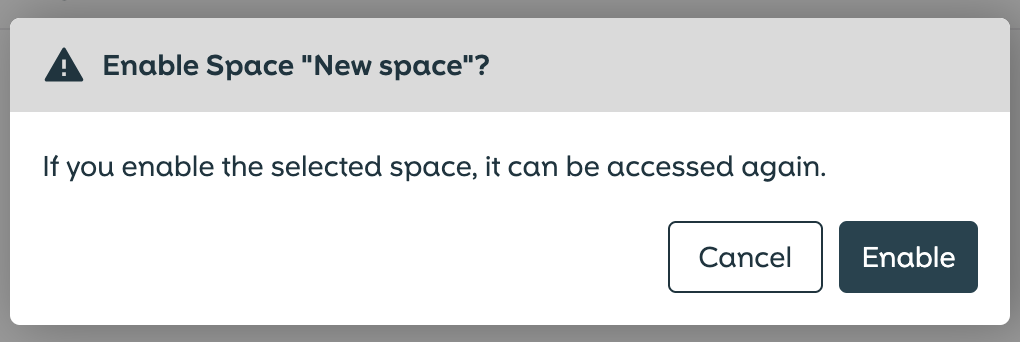 Enable Space "New space"?
If you enable the selected space, it can be accessed again.
Cancel
Enable